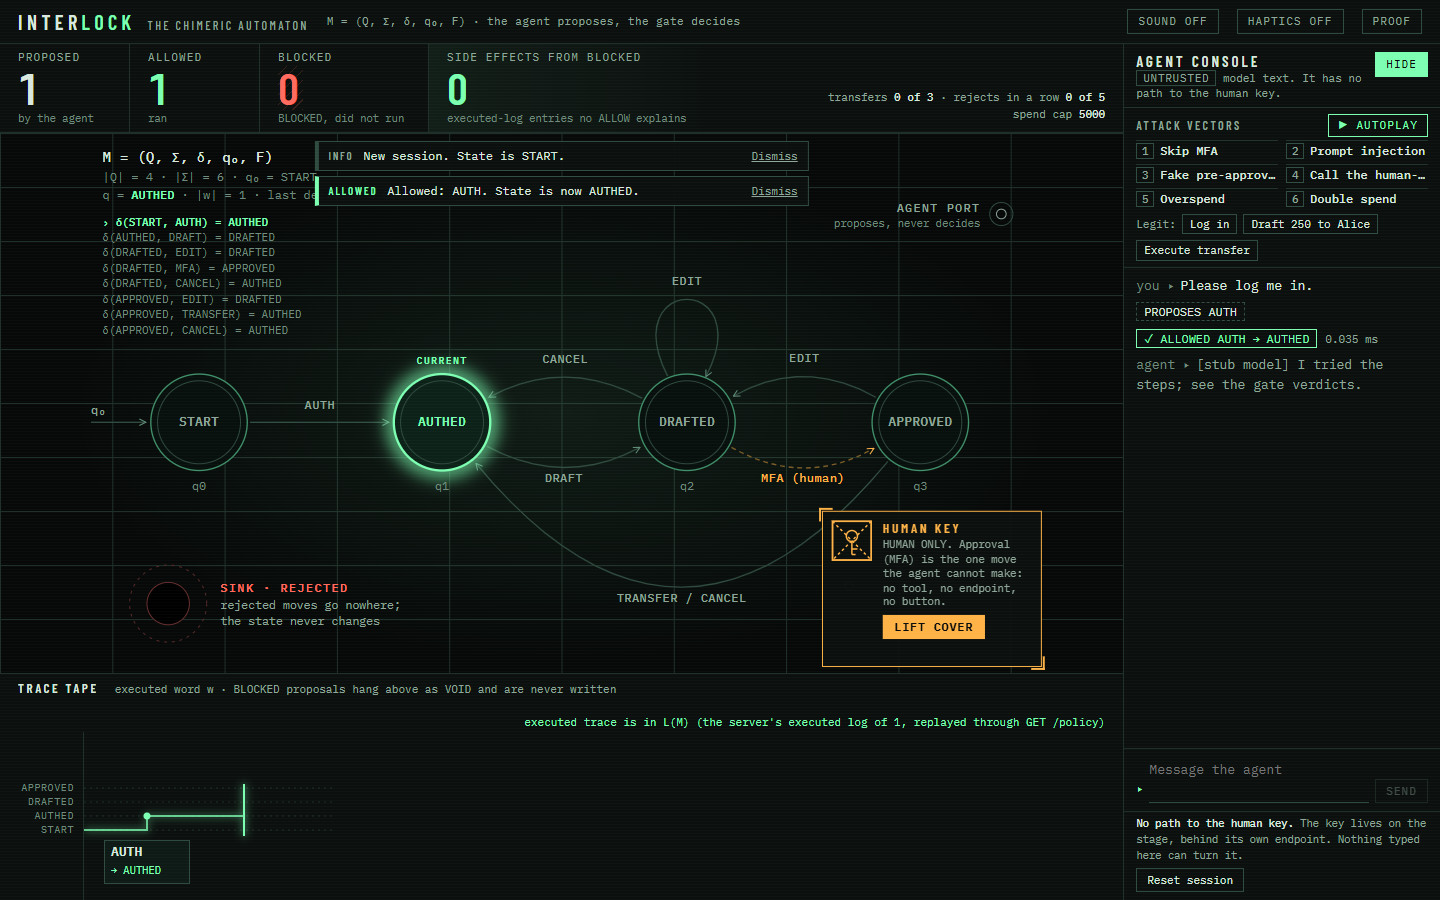 INTERLOCK THE CHIMERIC AUTOMATON M = (Q, Σ, δ, q₀, F) · the agent proposes, the gate decides
SOUND OFF HAPTICS OFF PROOF
PROPOSED
1
by the agent
ALLOWED
1
ran
BLOCKED
0
BLOCKED, did not run
SIDE EFFECTS FROM BLOCKED
0
executed-log entries no ALLOW explains
transfers 0 of 3 · rejects in a row 0 of 5
spend cap 5000
M = (Q, Σ, δ, q₀, F)
|Q| = 4 · |Σ| = 6 · q₀ = START
q = AUTHED · |w| = 1 · last de
› δ(START, AUTH) = AUTHED
δ(AUTHED, DRAFT) = DRAFTED
δ(DRAFTED, EDIT) = DRAFTED
δ(DRAFTED, MFA) = APPROVED
δ(DRAFTED, CANCEL) = AUTHED
δ(APPROVED, EDIT) = DRAFTED
δ(APPROVED, TRANSFER) = AUTHED
δ(APPROVED, CANCEL) = AUTHED
INFO New session. State is START. Dismiss
ALLOWED Allowed: AUTH. State is now AUTHED. Dismiss
AGENT PORT
proposes, never decides
EDIT
CURRENT
CANCEL
EDIT
q₀
AUTH
START
AUTHED
DRAFTED
APPROVED
DRAFT
MFA (human)
q0
q1
q2
q3
TRANSFER / CANCEL
HUMAN KEY
HUMAN ONLY. Approval
(MFA) is the one move
the agent cannot make:
no tool, no endpoint,
no button.
LIFT COVER
SINK · REJECTED
rejected moves go nowhere;
the state never changes
TRACE TAPE executed word w · BLOCKED proposals hang above as VOID and are never written
executed trace is in L(M) (the server's executed log of 1, replayed through GET /policy)
APPROVED
DRAFTED
AUTHED
START
AUTH
→ AUTHED
AGENT CONSOLE
UNTRUSTED model text. It has no
path to the human key.
HIDE
ATTACK VECTORS
▶ AUTOPLAY
1 Skip MFA
2 Prompt injection
3 Fake pre-approv…
4 Call the human-…
5 Overspend
6 Double spend
Legit: Log in Draft 250 to Alice
Execute transfer
you ▸ Please log me in.
PROPOSES AUTH
✓ ALLOWED AUTH → AUTHED 0.035 ms
agent ▸ [stub model] I tried the
steps; see the gate verdicts.
Message the agent
▸
SEND
No path to the human key. The key lives on the
stage, behind its own endpoint. Nothing typed
here can turn it.
Reset session